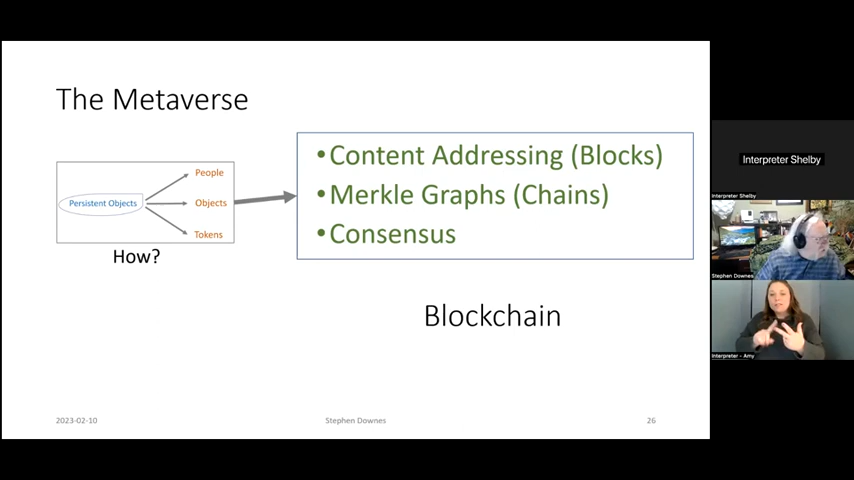 The Metaverse
Persistent Objects
People
Objects
Tokens
How?
•Content Addressing (Blocks)
•Merkle Graphs (Chains)
•Consensus
Blockchain
2023-02-10
Stephen Downes
26
Interpreter Shelby
Interpreter Shelby
Stephen Downes
Interpreter - Amy